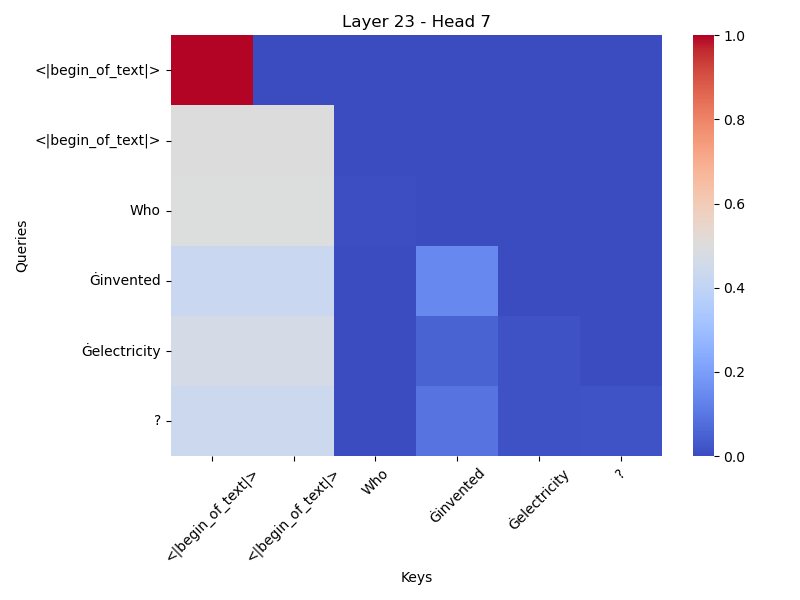 Layer 23 - Head 7
<|begin_of_text|>
<|begin_of_text|>
Who
Ġinvented
Ġelectricity
?
Queries
<|begin_of_text|>
<|begin_of_text|>
Who
Ġinvented
Ġelectricity
?
Keys
1.0
0.8
0.6
0.4
0.2
0.0